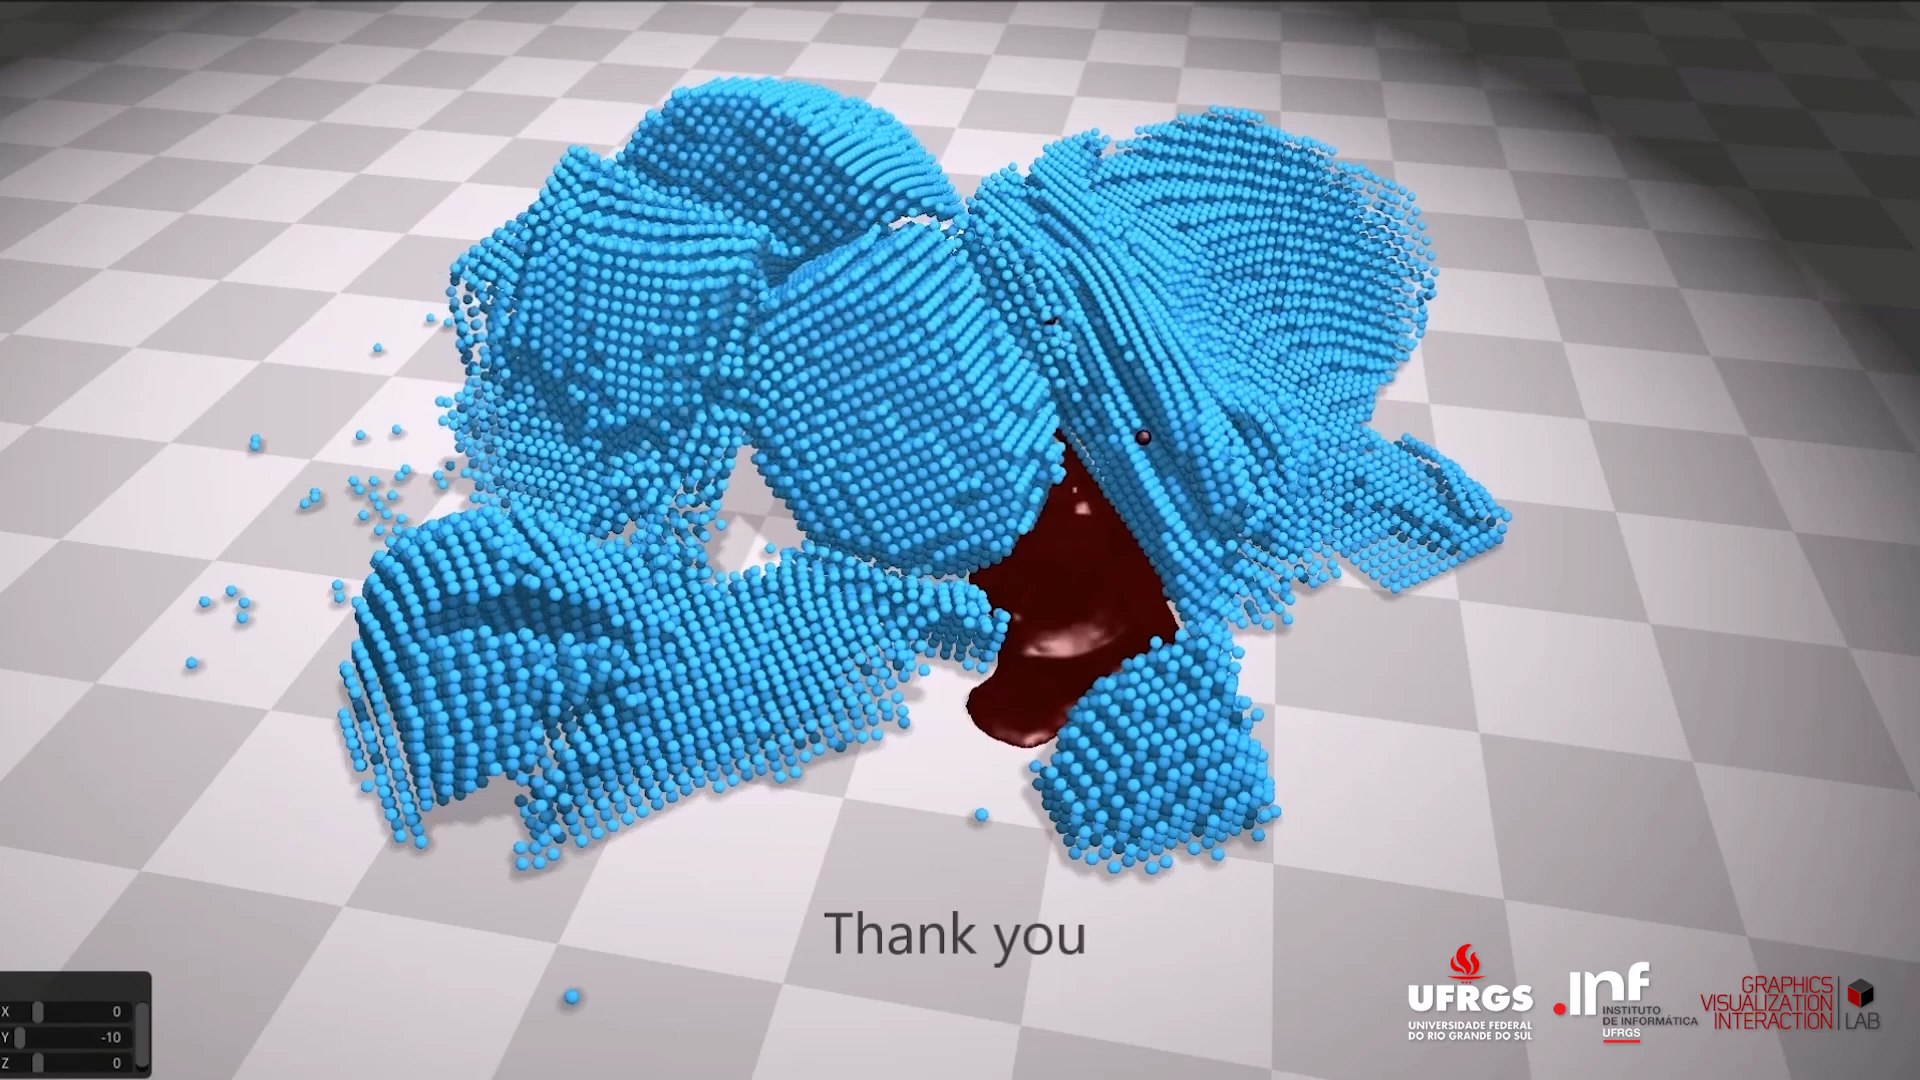 Thank you
X 0
Y -10
Z 0
UFRGS
UNIVERSIDADE FEDERAL
DO RIO GRANDE DO SUL
.inf
INSTITUTO
DE INFORMÁTICA
UFRGS
GRAPHICS
VISUALIZATION
INTERACTION
LAB